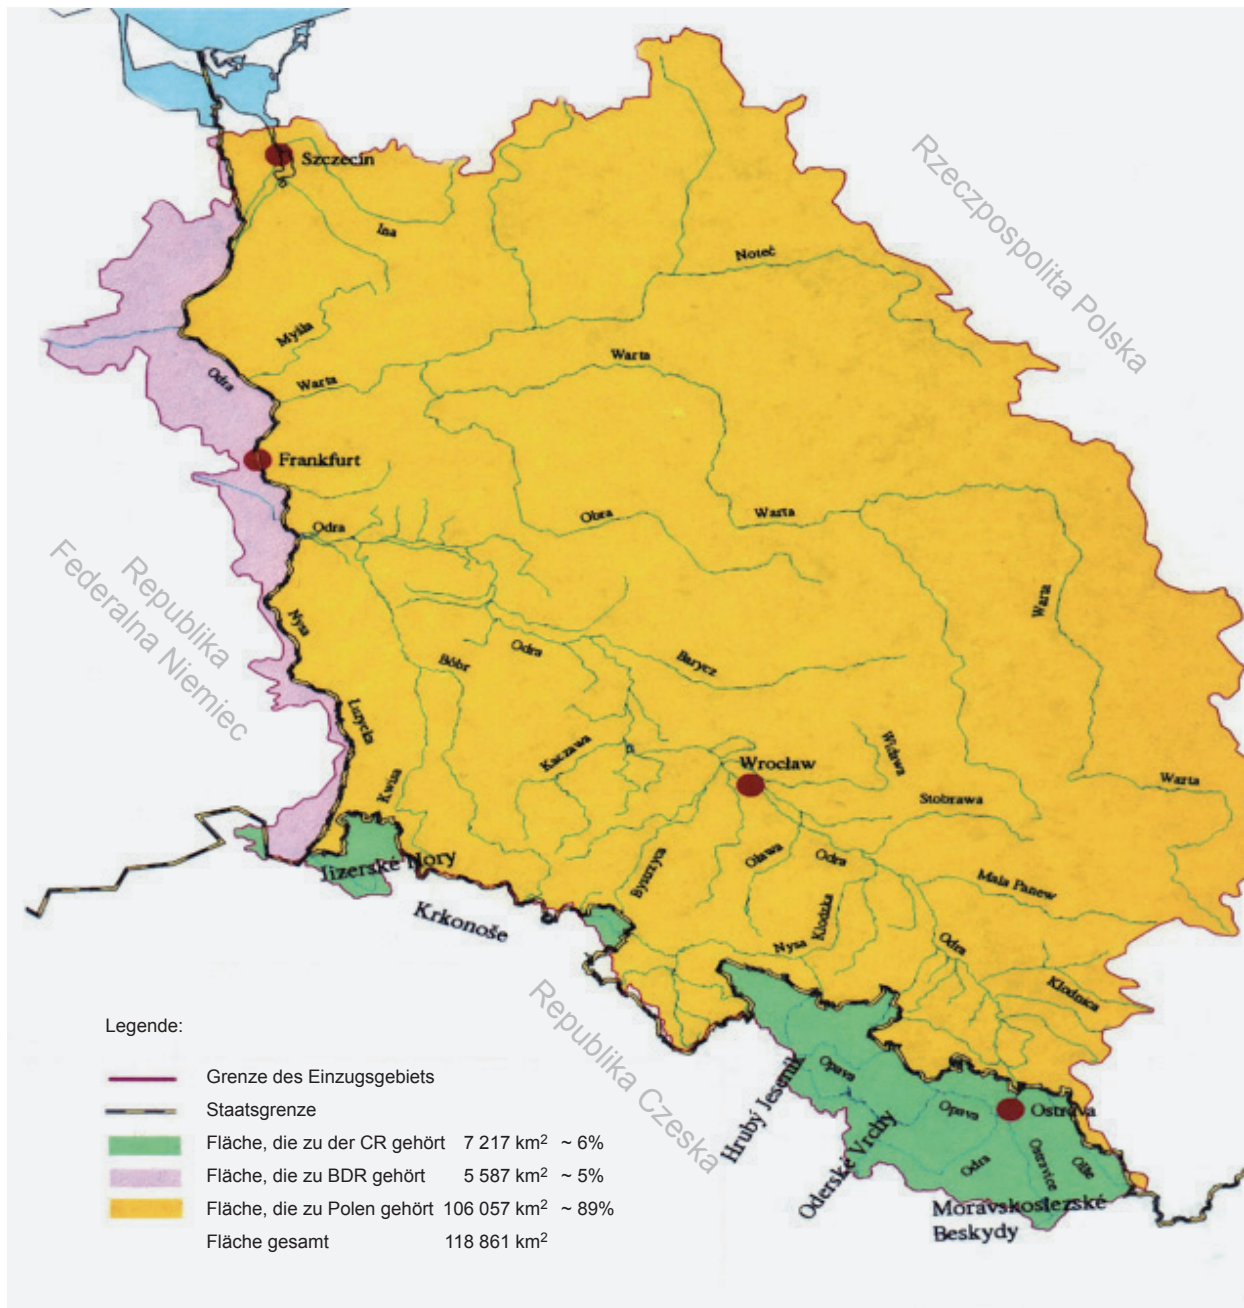 Szczecin
Ina
Rzeczpospolita Polska
Noteć
Myśla
Odra
Warta
Warta
Frankfurt
Odra
Obra
Warta
Republika
Federalna Niemiec
Nysa
Łużycka
Warta
Bóbr
Odra
Barycz
Kaczawa
Kwisa
Wrocław
Widawa
Warta
Stobrawa
Jizerské Hory
Bystrzyca
Oława
Odra
Mała Panew
Krkonoše
Nysa
Kłodzka
Odra
Kłodnica
Republika Czeska
Hrubý Jeseník
Opava
Opava
Ostrava
Oderské Vrchy
Odra
Ostravice
Olše
Moravskoslezské
Beskydy
Legende:
Grenze des Einzugsgebiets
Staatsgrenze
Fläche, die zu der CR gehört 7 217 km² ~ 6%
Fläche, die zu BDR gehört 5 587 km² ~ 5%
Fläche, die zu Polen gehört 106 057 km² ~ 89%
Fläche gesamt 118 861 km²